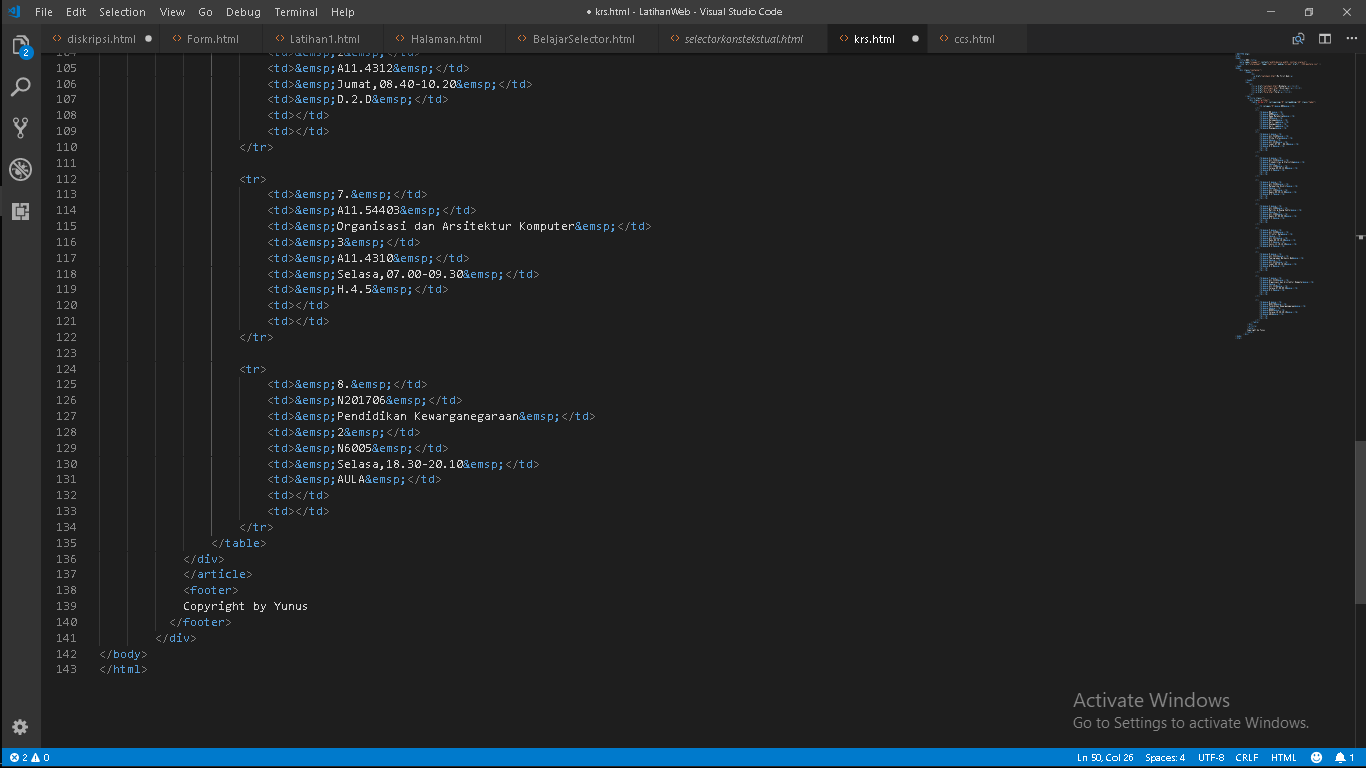 File Edit Selection View Go Debug Terminal Help
● krs.html - LatihanWeb - Visual Studio Code
2
<> diskripsi.html ● <> Form.html <> Latihan1.html <> Halaman.html <> BelajarSelector.html <> selectorkonstekstual.html <> krs.html ● <> ccs.html
104 <td>&emsp;2&emsp;</td>
105 <td>&emsp;A11.4312&emsp;</td>
106 <td>&emsp;Jumat,08.40-10.20&emsp;</td>
107 <td>&emsp;D.2.D&emsp;</td>
108 <td></td>
109 <td></td>
110 </tr>
111
112 <tr>
113 <td>&emsp;7.&emsp;</td>
114 <td>&emsp;A11.54403&emsp;</td>
115 <td>&emsp;Organisasi dan Arsitektur Komputer&emsp;</td>
116 <td>&emsp;3&emsp;</td>
117 <td>&emsp;A11.4310&emsp;</td>
118 <td>&emsp;Selasa,07.00-09.30&emsp;</td>
119 <td>&emsp;H.4.5&emsp;</td>
120 <td></td>
121 <td></td>
122 </tr>
123
124 <tr>
125 <td>&emsp;8.&emsp;</td>
126 <td>&emsp;N201706&emsp;</td>
127 <td>&emsp;Pendidikan Kewarganegaraan&emsp;</td>
128 <td>&emsp;2&emsp;</td>
129 <td>&emsp;N6005&emsp;</td>
130 <td>&emsp;Selasa,18.30-20.10&emsp;</td>
131 <td>&emsp;AULA&emsp;</td>
132 <td></td>
133 <td></td>
134 </tr>
135 </table>
136 </div>
137 </article>
138 <footer>
139 Copyright by Yunus
140 </footer>
141 </div>
142 </body>
143 </html>
Activate Windows
Go to Settings to activate Windows.
2 0 Ln 50, Col 26 Spaces: 4 UTF-8 CRLF HTML 1